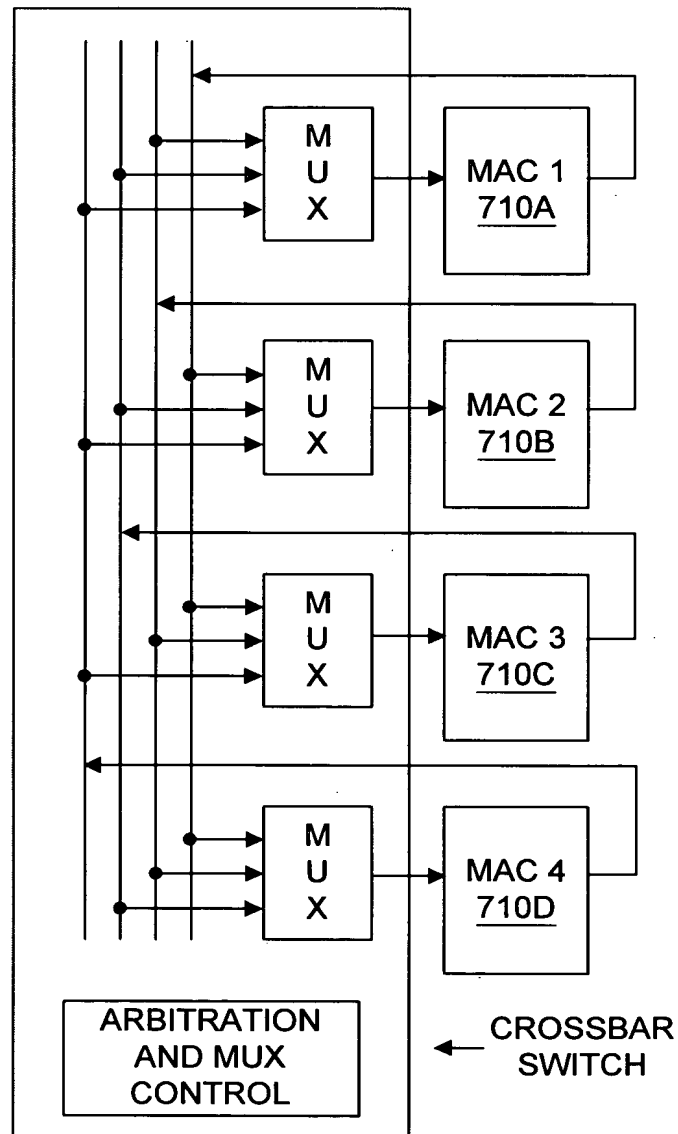 M
U
X
MAC 1
710A
M
U
X
MAC 2
710B
M
U
X
MAC 3
710C
M
U
X
MAC 4
710D
ARBITRATION
AND MUX
CONTROL
CROSSBAR
SWITCH